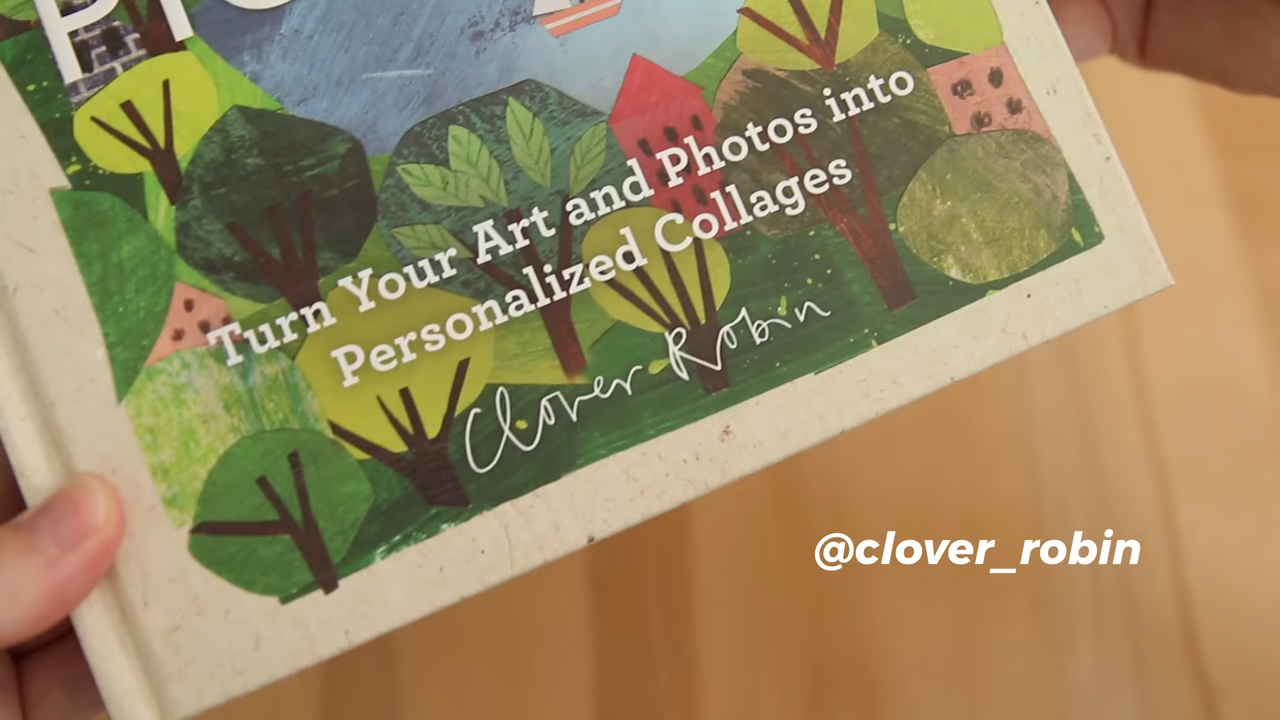 Turn Your Art and Photos into
Personalized Collages
Clover Robin
@clover_robin